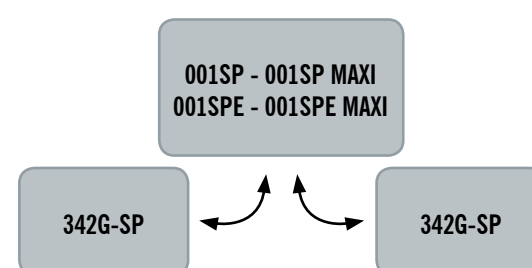 001SP - 001SP MAXI
001SPE - 001SPE MAXI
342G-SP
342G-SP